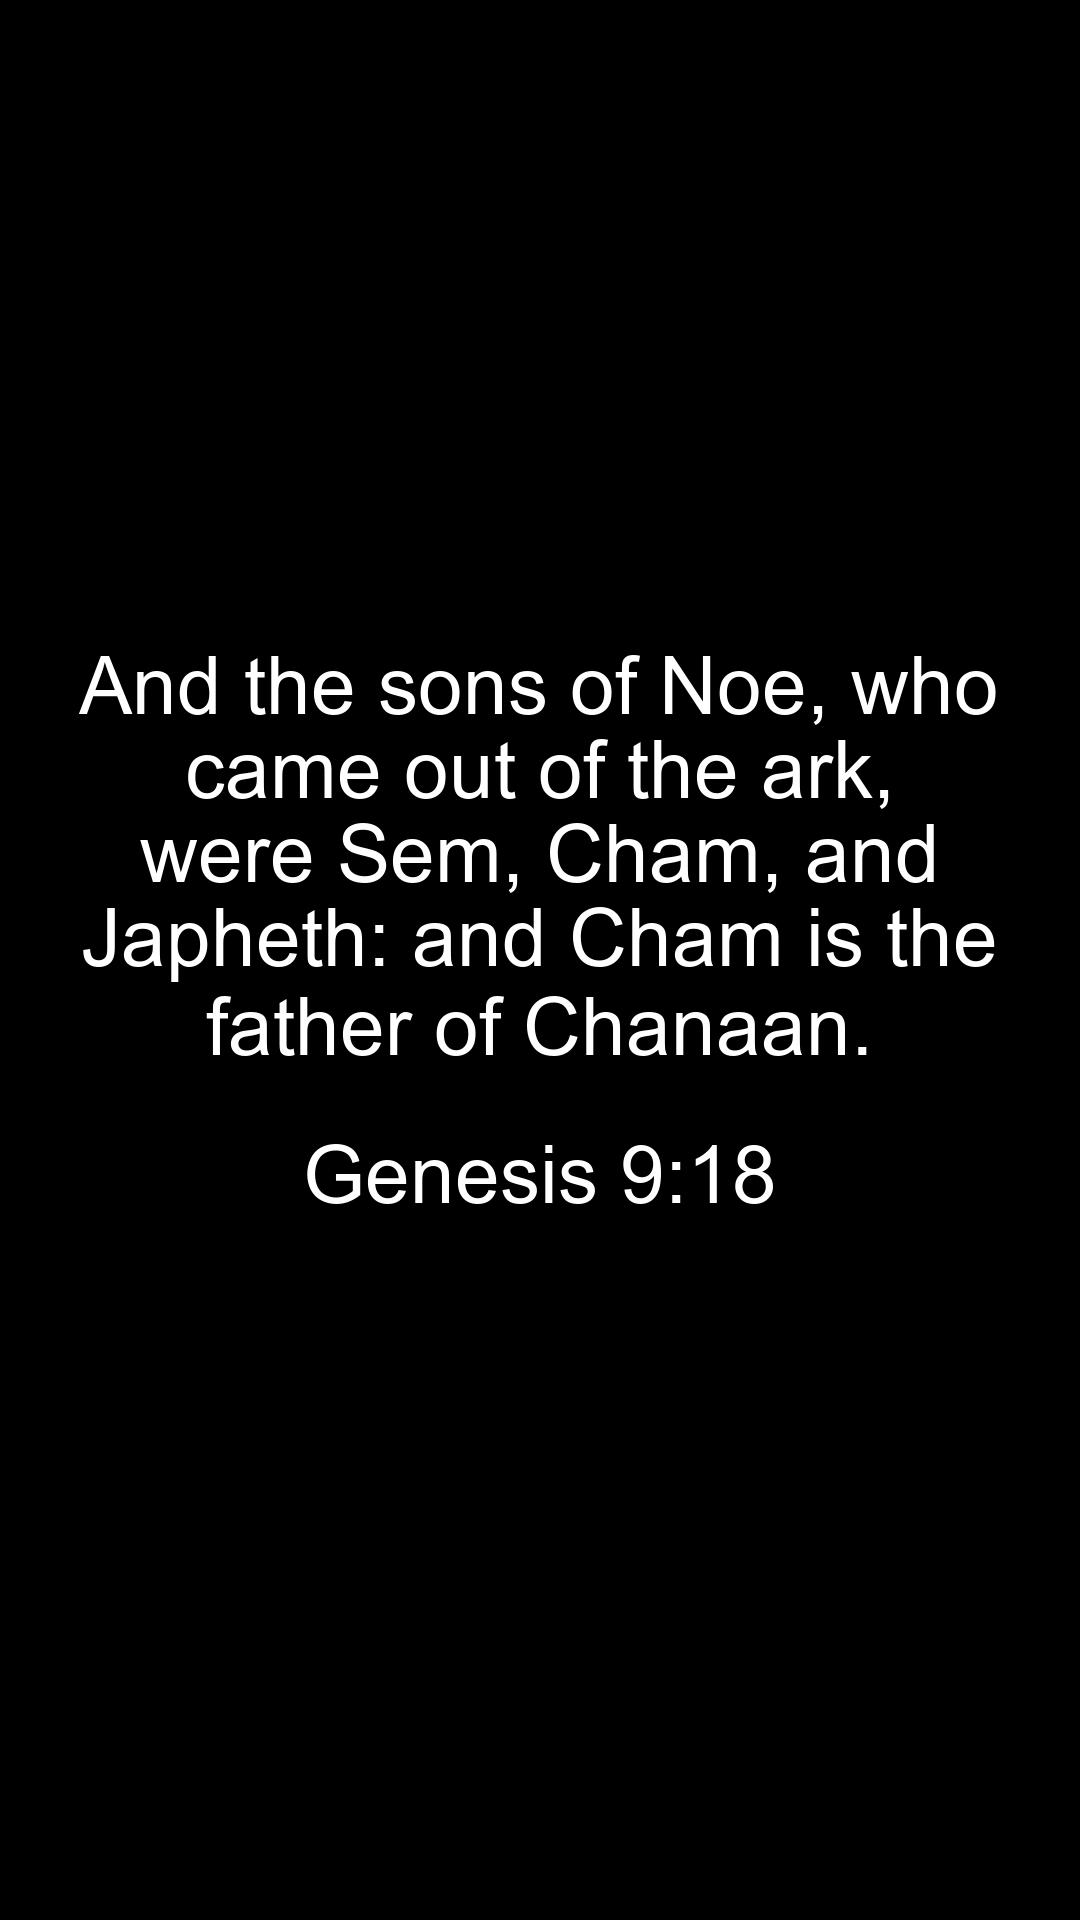 And the sons of Noe, who
came out of the ark,
were Sem, Cham, and
Japheth: and Cham is the
father of Chanaan.
Genesis 9:18